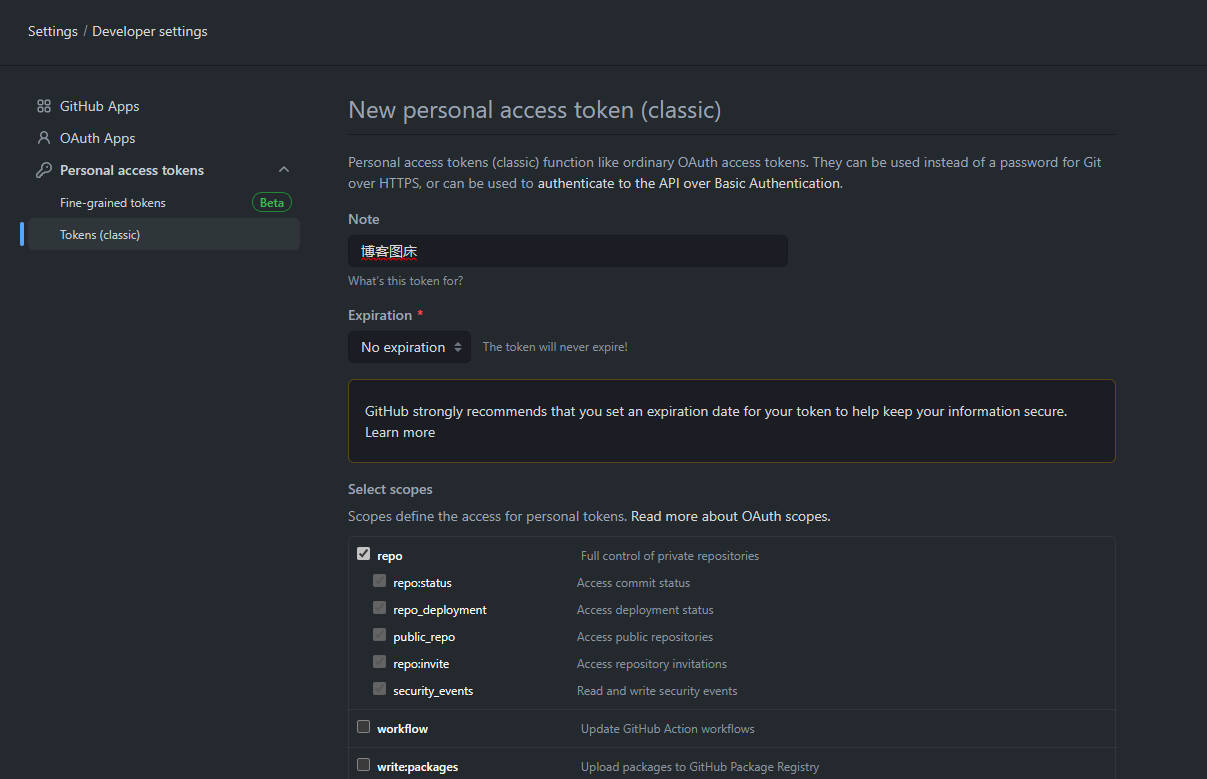 Settings / Developer settings
GitHub Apps
OAuth Apps
Personal access tokens
Fine-grained tokens Beta
Tokens (classic)
New personal access token (classic)
Personal access tokens (classic) function like ordinary OAuth access tokens. They can be used instead of a password for Git
over HTTPS, or can be used to authenticate to the API over Basic Authentication.
Note
博客图床
What's this token for?
Expiration *
No expiration The token will never expire!
GitHub strongly recommends that you set an expiration date for your token to help keep your information secure.
Learn more
Select scopes
Scopes define the access for personal tokens. Read more about OAuth scopes.
repo Full control of private repositories
repo:status Access commit status
repo_deployment Access deployment status
public_repo Access public repositories
repo:invite Access repository invitations
security_events Read and write security events
workflow Update GitHub Action workflows
write:packages Upload packages to GitHub Package Registry